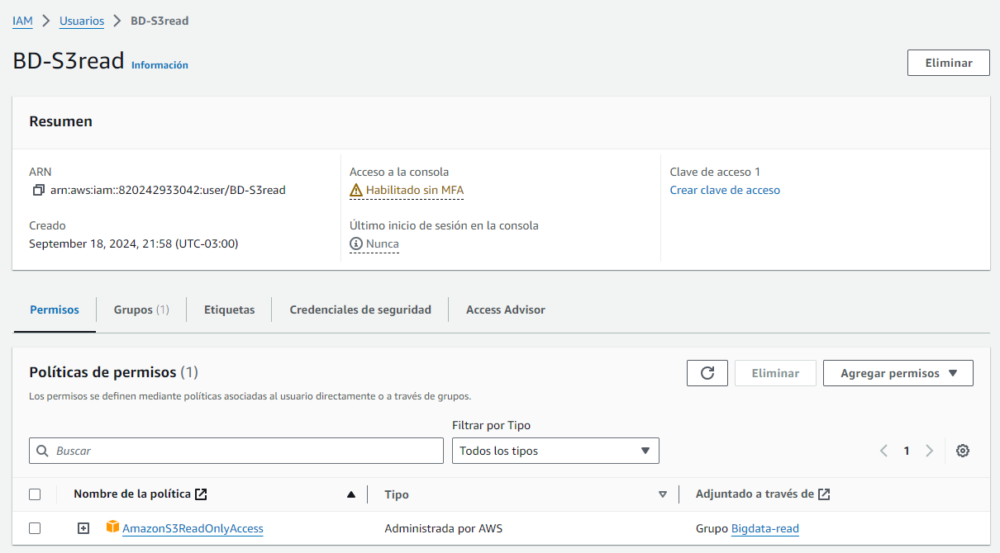 IAM > Usuarios > BD-S3read
BD-S3read Información
Eliminar
Resumen
ARN
arn:aws:iam::820242933042:user/BD-S3read
Creado
September 18, 2024, 21:58 (UTC-03:00)
Acceso a la consola
Habilitado sin MFA
Último inicio de sesión en la consola
Nunca
Clave de acceso 1
Crear clave de acceso
Permisos
Grupos (1)
Etiquetas
Credenciales de seguridad
Access Advisor
Políticas de permisos (1)
Los permisos se definen mediante políticas asociadas al usuario directamente o a través de grupos.
Eliminar
Agregar permisos
Filtrar por Tipo
Buscar
Todos los tipos
1
Nombre de la política
Tipo
Adjuntado a través de
AmazonS3ReadOnlyAccess
Administrada por AWS
Grupo Bigdata-read